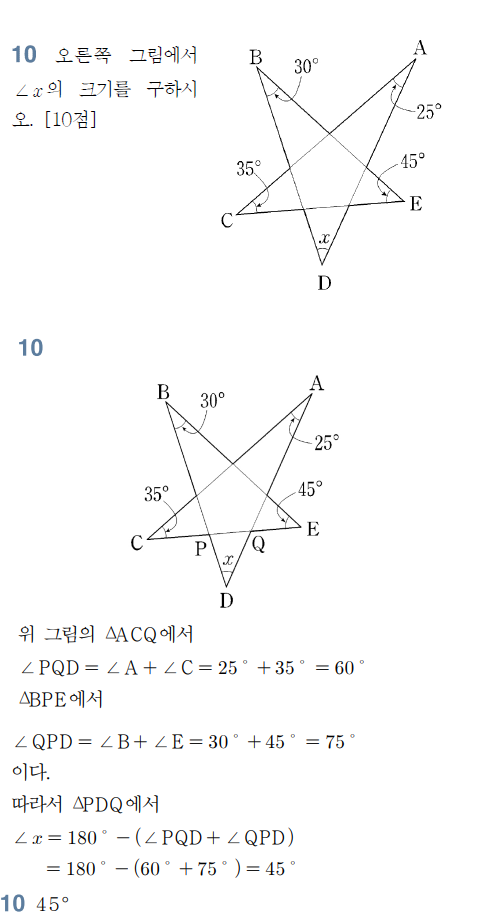 10 오른쪽 그림에서
∠x의 크기를 구하시
오. [10점]
B
30°
A
25°
35°
45°
C
E
x
D
10
B
30°
A
25°
35°
45°
C
P
Q
E
x
D
위 그림의 △ACQ에서
∠PQD = ∠A + ∠C = 25° + 35° = 60°
△BPE에서
∠QPD = ∠B + ∠E = 30° + 45° = 75°
이다.
따라서 △PDQ에서
∠x = 180° - (∠PQD + ∠QPD)
= 180° - (60° + 75°) = 45°
10 45°